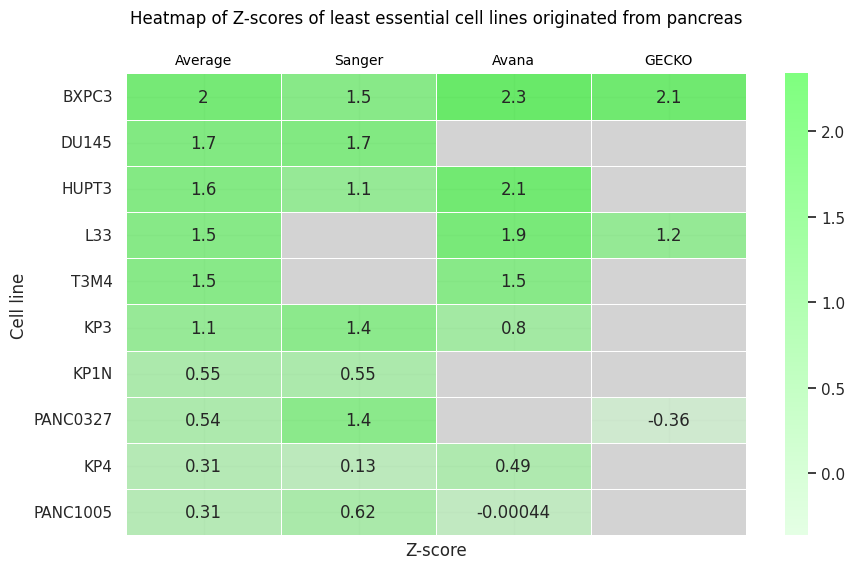 Heatmap of Z-scores of least essential cell lines originated from pancreas
Average Sanger Avana GECKO
BXPC3 2 1.5 2.3 2.1
DU145 1.7 1.7
HUPT3 1.6 1.1 2.1
L33 1.5 1.9 1.2
T3M4 1.5 1.5
KP3 1.1 1.4 0.8
KP1N 0.55 0.55
PANC0327 0.54 1.4 -0.36
KP4 0.31 0.13 0.49
PANC1005 0.31 0.62 -0.00044
Cell line
Z-score
2.0
1.5
1.0
0.5
0.0